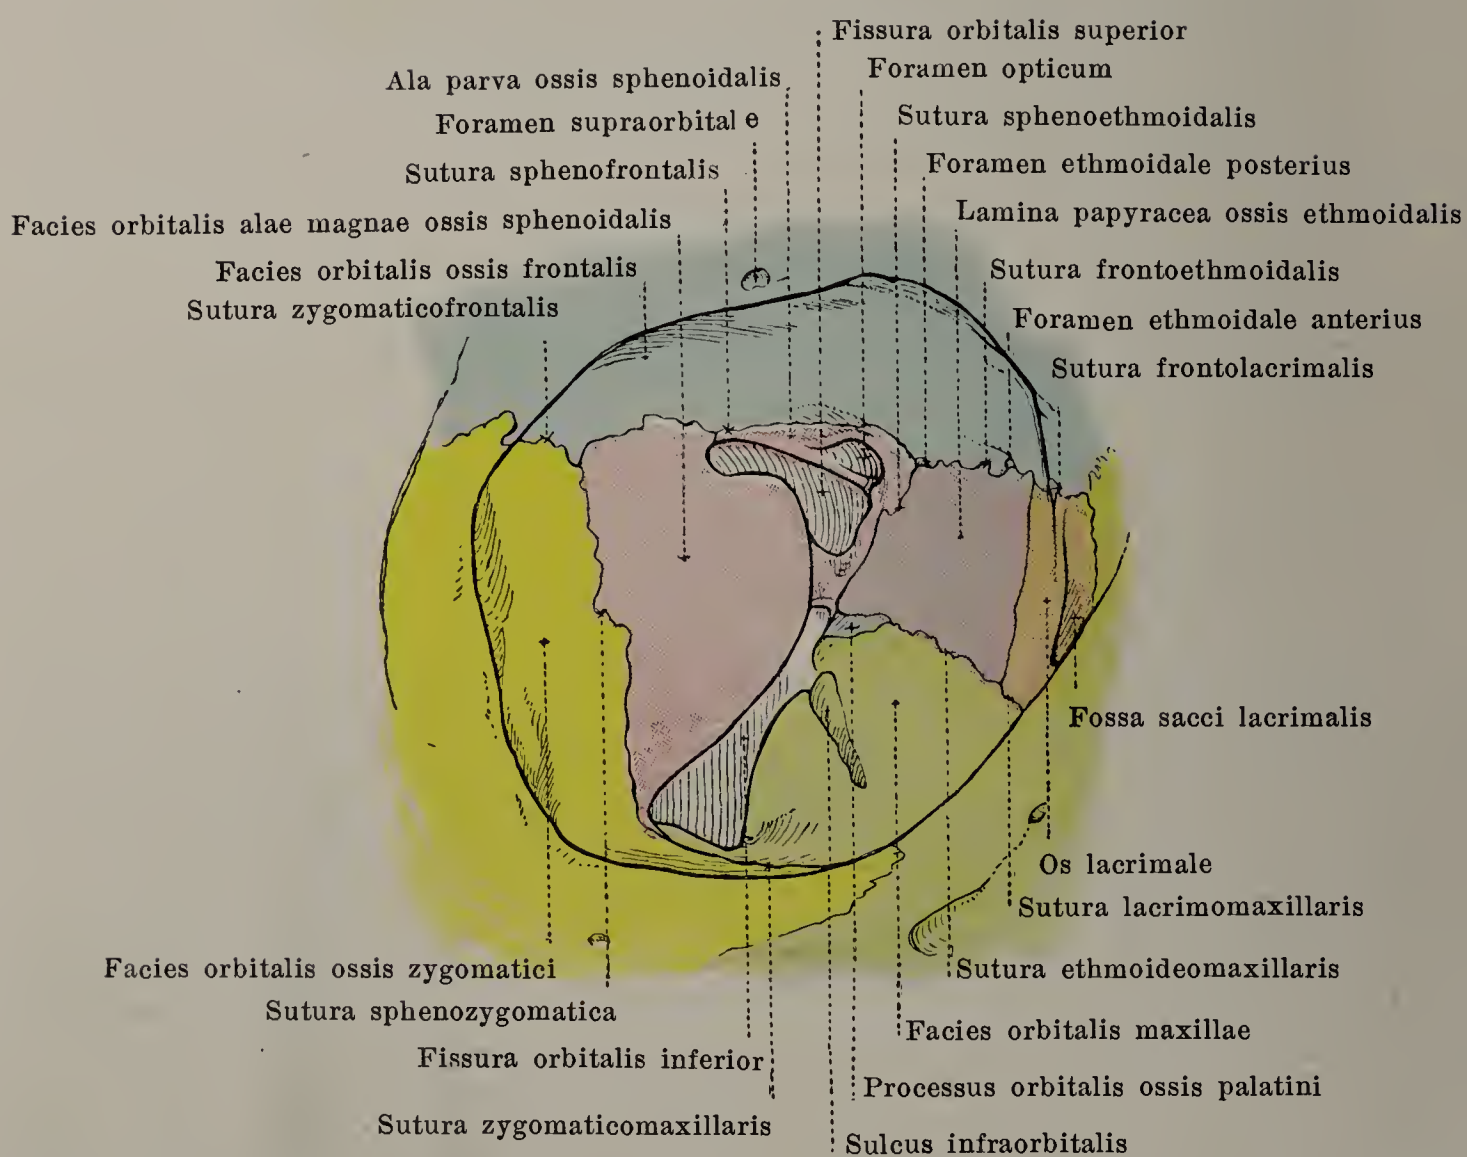 Fissura orbitalis superior
Ala parva ossis sphenoidalis
Foramen opticum
Foramen supraorbitale
Sutura sphenoethmoidalis
Sutura sphenofrontalis
Foramen ethmoidale posterius
Facies orbitalis alae magnae ossis sphenoidalis
Lamina papyracea ossis ethmoidalis
Facies orbitalis ossis frontalis
Sutura frontoethmoidalis
Sutura zygomaticofrontalis
Foramen ethmoidale anterius
Sutura frontolacrimalis
Fossa sacci lacrimalis
Os lacrimale
Sutura lacrimomaxillaris
Facies orbitalis ossis zygomatici
Sutura ethmoideomaxillaris
Sutura sphenozygomatica
Facies orbitalis maxillae
Fissura orbitalis inferior
Processus orbitalis ossis palatini
Sutura zygomaticomaxillaris
Sulcus infraorbitalis